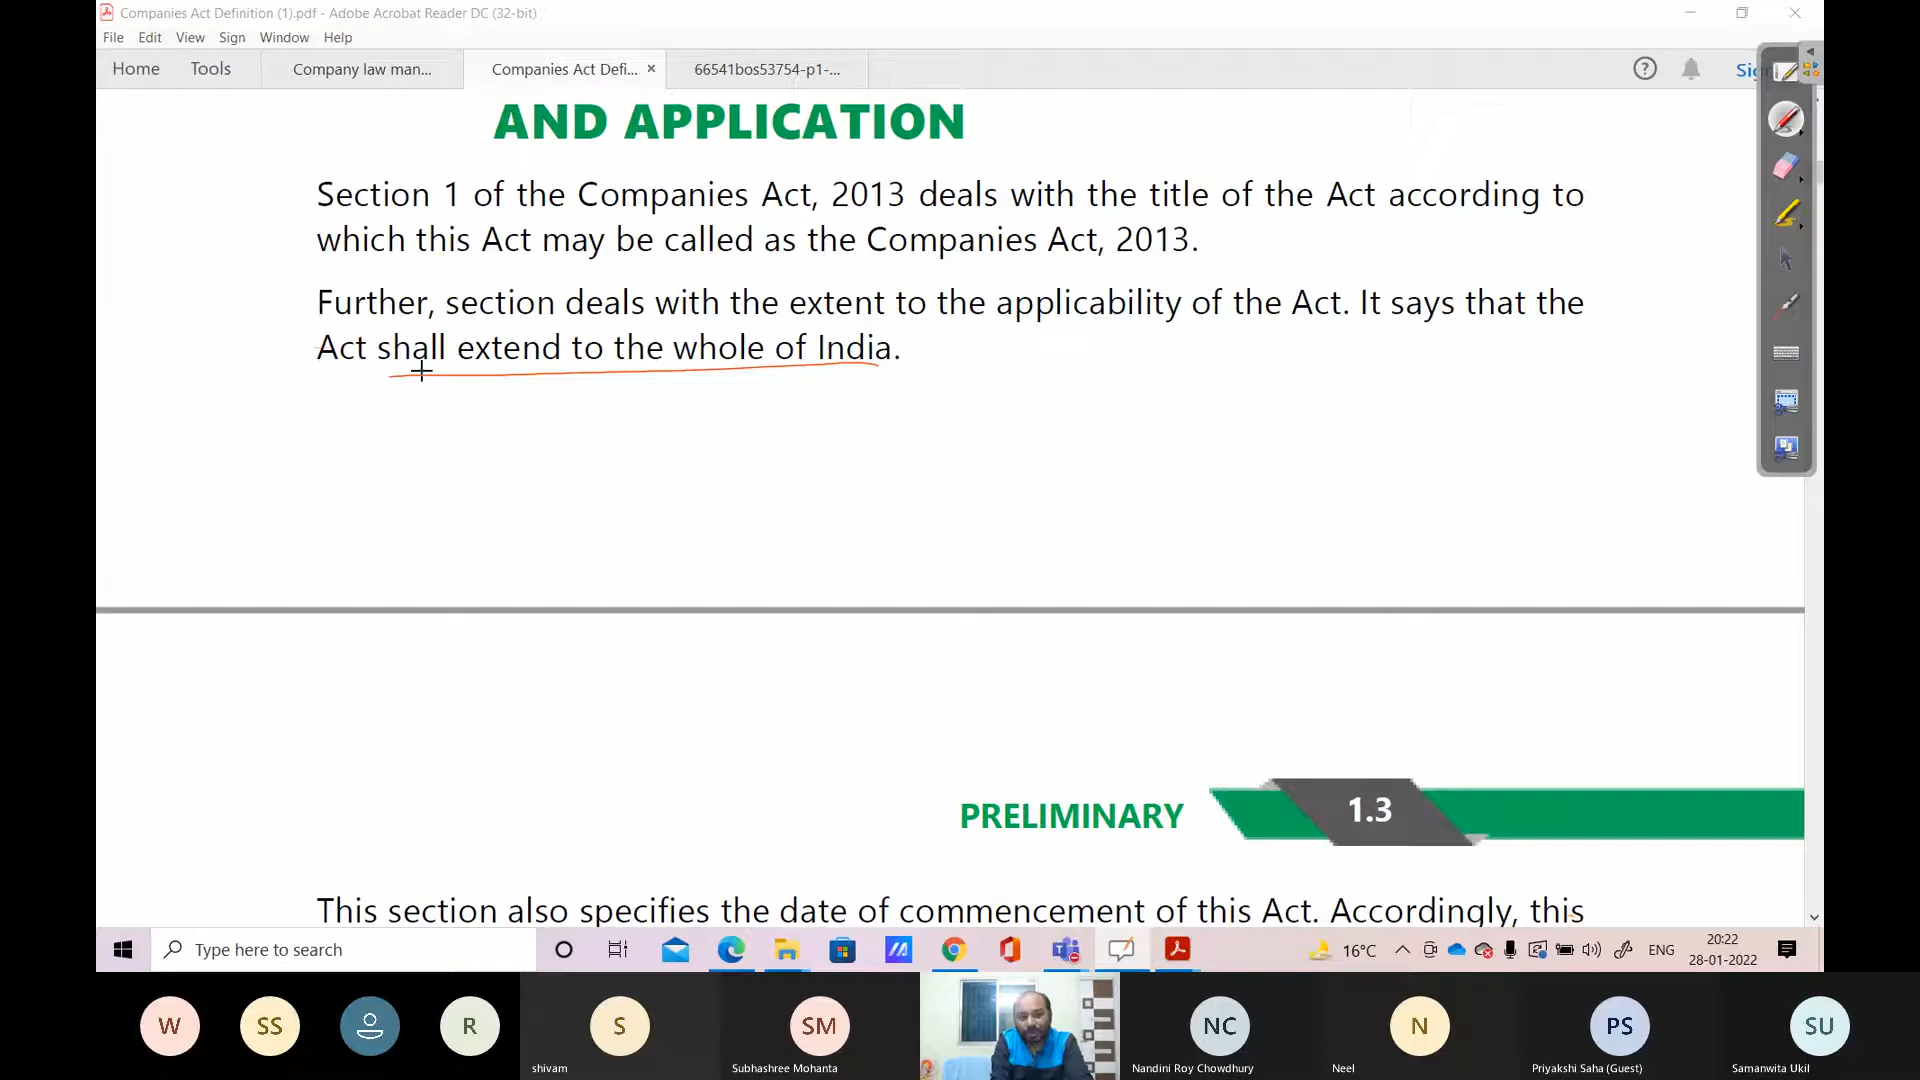 Companies Act Definition (1).pdf - Adobe Acrobat Reader DC (32-bit)
File Edit View Sign Window Help
Home Tools Company law man... Companies Act Defi... × 66541bos53754-p1-... ?
AND APPLICATION
Section 1 of the Companies Act, 2013 deals with the title of the Act according to
which this Act may be called as the Companies Act, 2013.
Further, section deals with the extent to the applicability of the Act. It says that the
Act shall extend to the whole of India.
PRELIMINARY 1.3
This section also specifies the date of commencement of this Act. Accordingly, this
Type here to search
16°C ENG 20:22
28-01-2022
W SS R S SM NC N PS SU
shivam Subhashree Mohanta Nandini Roy Chowdhury Neel Priyakshi Saha (Guest) Samanwita Ukil